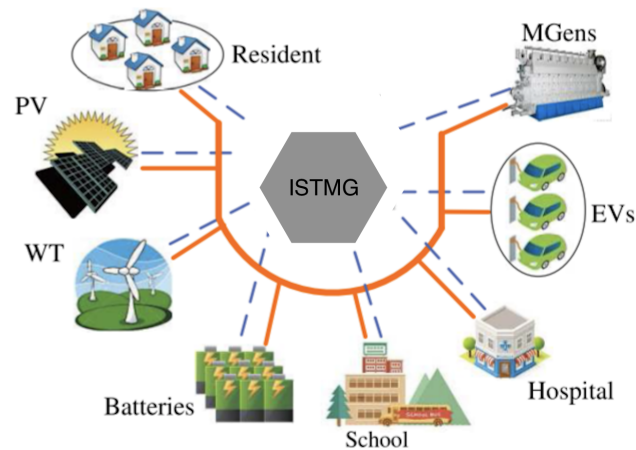 Resident
MGens
PV
ISTMG
EVs
WT
Hospital
Batteries
School